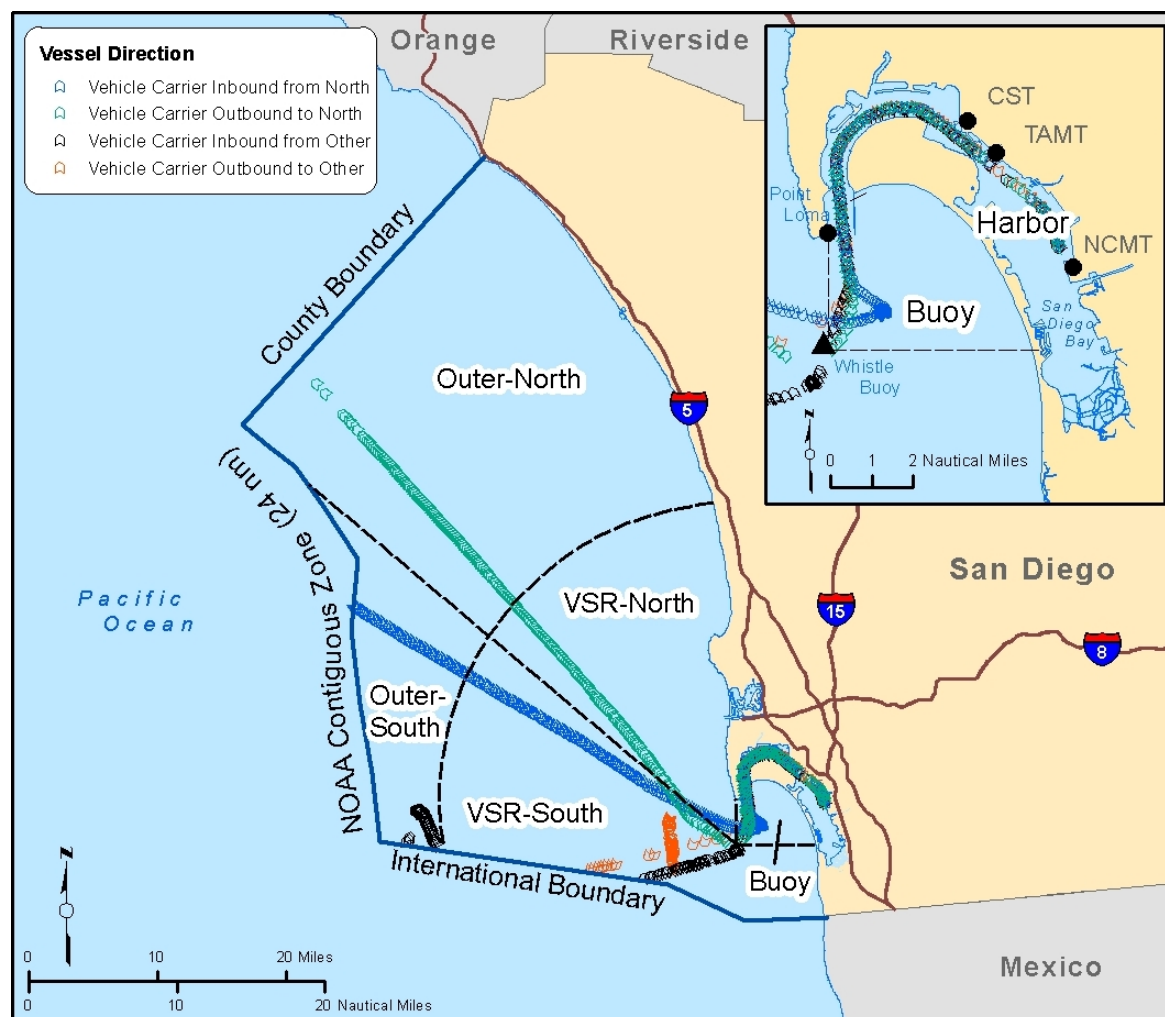 Vessel Direction
Vehicle Carrier Inbound from North
Vehicle Carrier Outbound to North
Vehicle Carrier Inbound from Other
Vehicle Carrier Outbound to Other
Orange
Riverside
CST
TAMT
Point
Loma
Harbor
NCMT
Buoy
San
Diego
Bay
Whistle
Buoy
N
0 1 2 Nautical Miles
County Boundary
Outer-North
5
NOAA Contiguous Zone (24 nm)
VSR-North
San Diego
15
8
Pacific
Ocean
Outer-
South
VSR-South
International Boundary
Buoy
N
0 10 20 Miles
0 10 20 Nautical Miles
Mexico